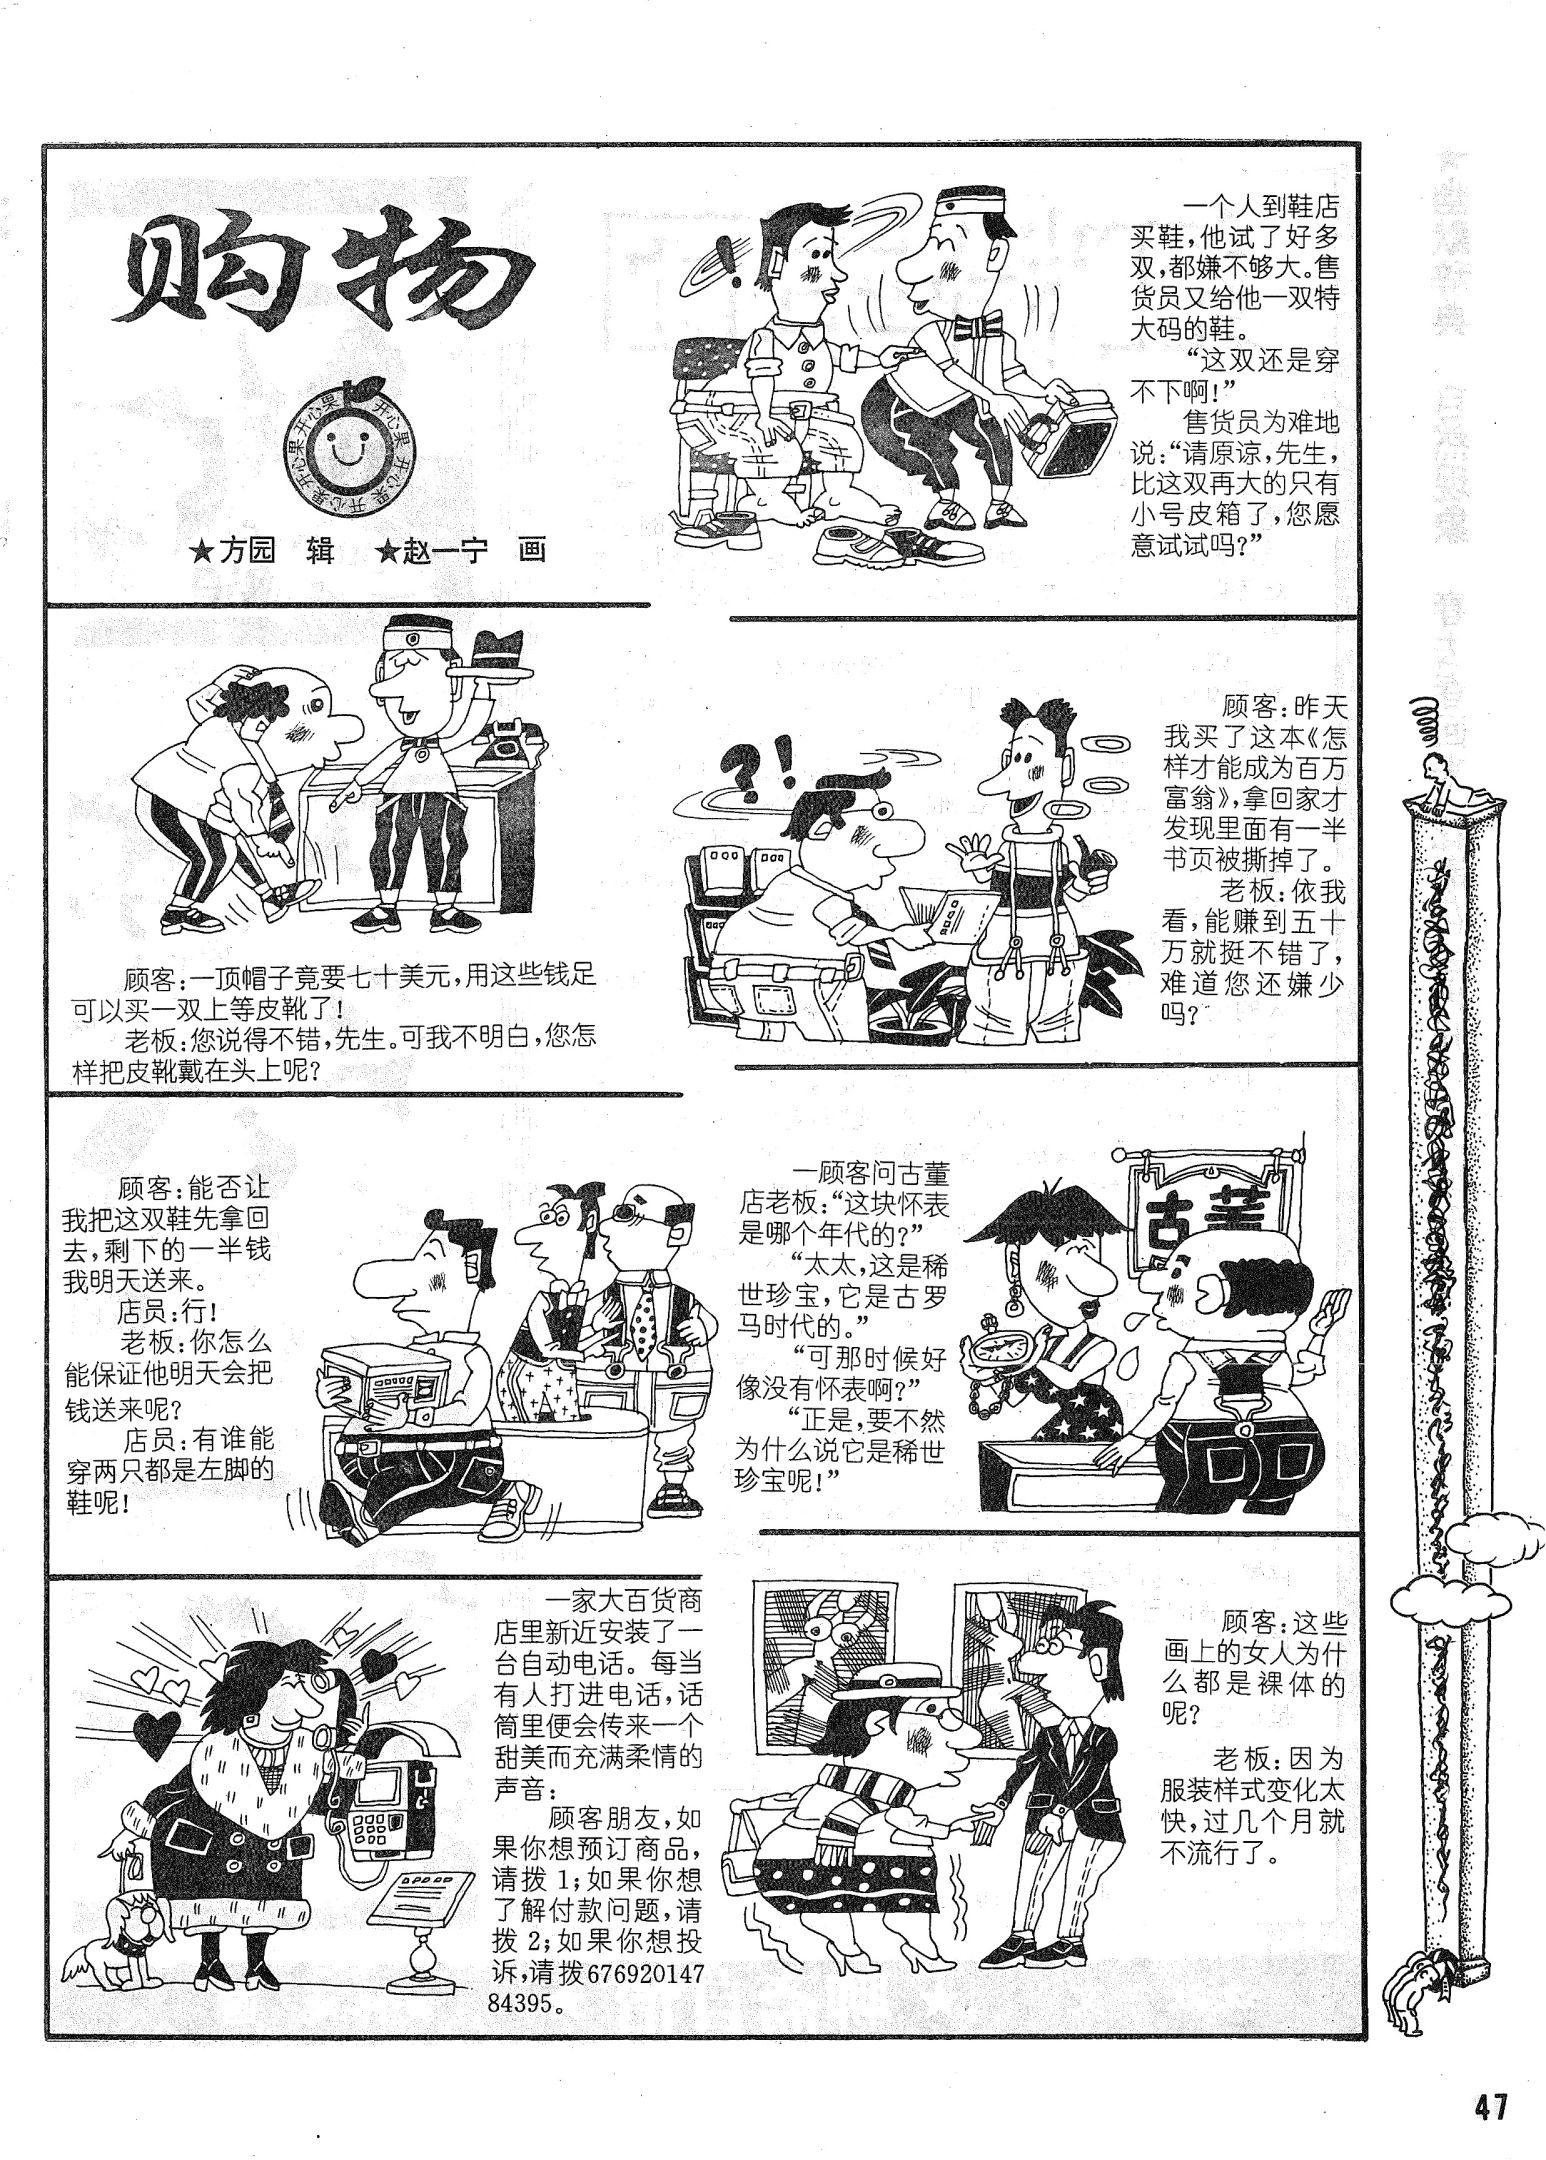 购物
开心果 开心果 开心果 开心果 开心果
★方园 辑 ★赵一宁 画
一个人到鞋店
买鞋,他试了好多
双,都嫌不够大。售
货员又给他一双特
大码的鞋。
“这双还是穿
不下啊!”
售货员为难地
说:“请原谅,先生,
比这双再大的只有
小号皮箱了,您愿
意试试吗?”
顾客:一顶帽子竟要七十美元,用这些钱足
可以买一双上等皮靴了!
老板:您说得不错,先生。可我不明白,您怎
样把皮靴戴在头上呢?
顾客:昨天
我买了这本《怎
样才能成为百万
富翁》,拿回家才
发现里面有一半
书页被撕掉了。
老板:依我
看,能赚到五十
万就挺不错了,
难道您还嫌少
吗?
顾客:能否让
我把这双鞋先拿回
去,剩下的一半钱
我明天送来。
店员:行!
老板:你怎么
能保证他明天会把
钱送来呢?
店员:有谁能
穿两只都是左脚的
鞋呢!
一顾客问古董
店老板:“这块怀表
是哪个年代的?”
“太太,这是稀
世珍宝,它是古罗
马时代的。”
“可那时候好
像没有怀表啊?”
“正是,要不然
为什么说它是稀世
珍宝呢!”
古董
一家大百货商
店里新近安装了一
台自动电话。每当
有人打进电话,话
筒里便会传来一个
甜美而充满柔情的
声音:
顾客朋友,如
果你想预订商品,
请拨1;如果你想
了解付款问题,请
拨2;如果你想投
诉,请拨676920147
84395。
顾客:这些
画上的女人为什
么都是裸体的
呢?
老板:因为
服装样式变化太
快,过几个月就
不流行了。
47